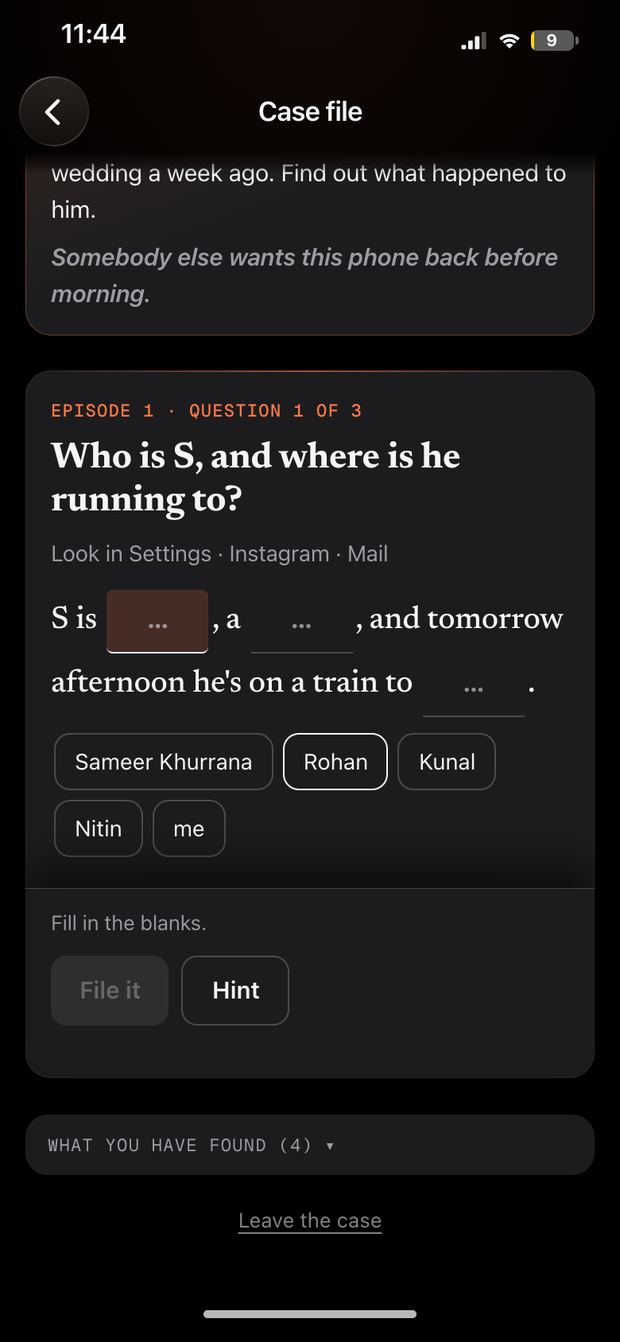 11:44
9
Case file
wedding a week ago. Find out what happened to
him.
Somebody else wants this phone back before
morning.
EPISODE 1 · QUESTION 1 OF 3
Who is S, and where is he
running to?
Look in Settings · Instagram · Mail
S is ... , a ... , and tomorrow
afternoon he's on a train to ... .
Sameer Khurrana Rohan Kunal
Nitin me
Fill in the blanks.
File it Hint
WHAT YOU HAVE FOUND (4) ▾
Leave the case